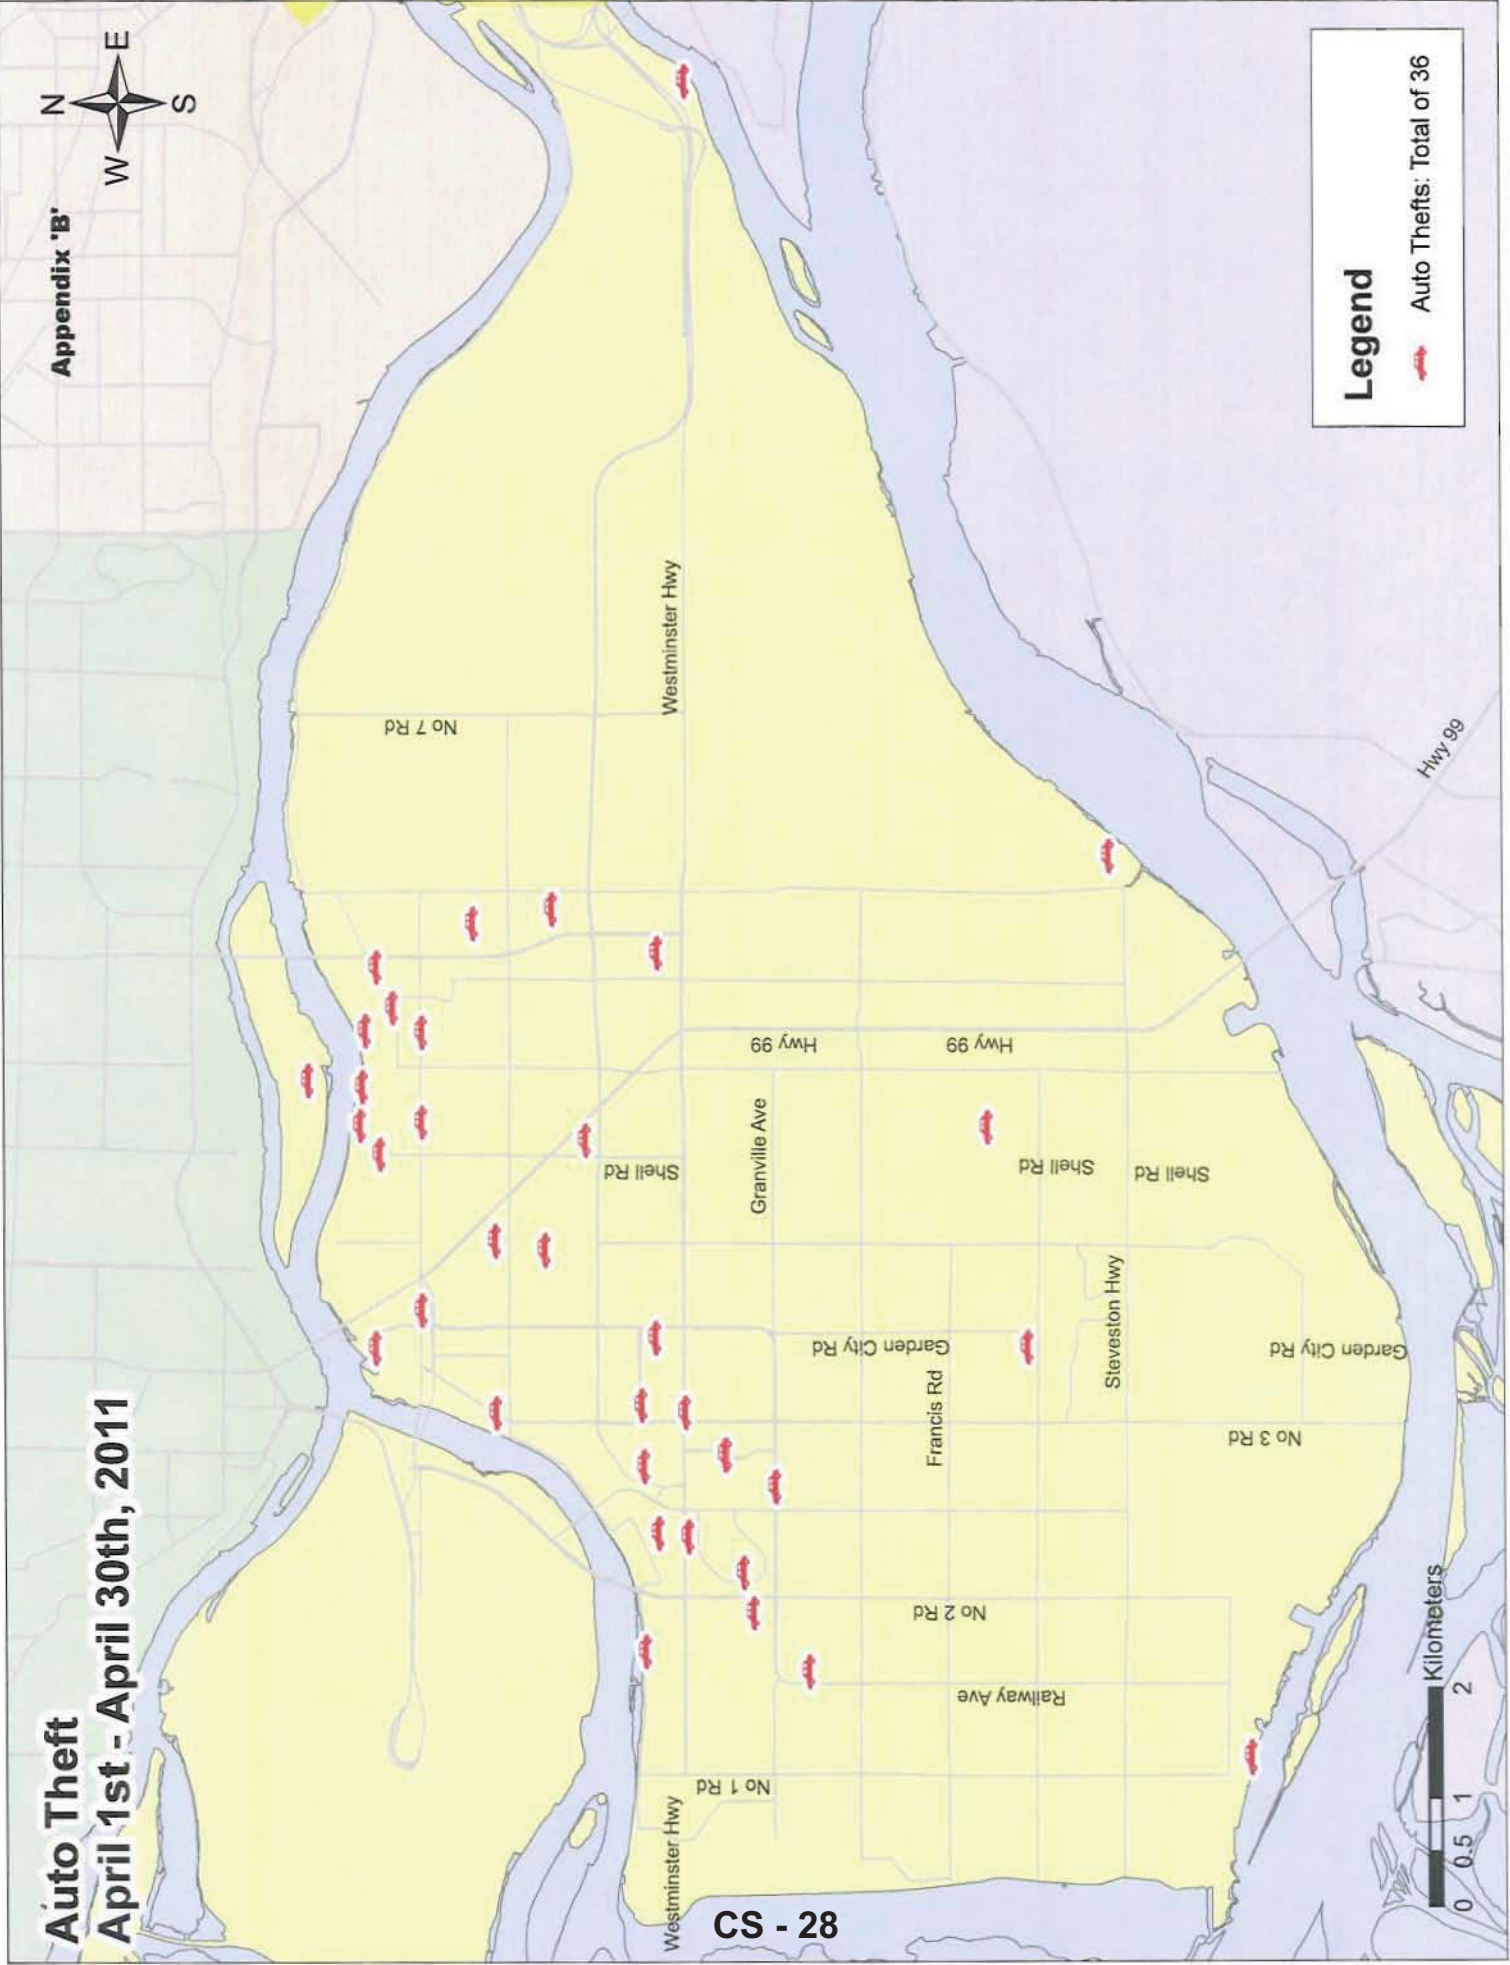 Auto Theft
April 1st - April 30th, 2011
Appendix 'B'
N
W
E
S
No 7 Rd
Westminster Hwy
Hwy 99
Hwy 99
Hwy 99
Shell Rd
Granville Ave
Shell Rd
Shell Rd
Garden City Rd
Steveston Hwy
Garden City Rd
Francis Rd
No 3 Rd
No 2 Rd
Railway Ave
No 1 Rd
Westminster Hwy
Legend
Auto Thefts: Total of 36
0 0.5 1 2
Kilometers
CS - 28